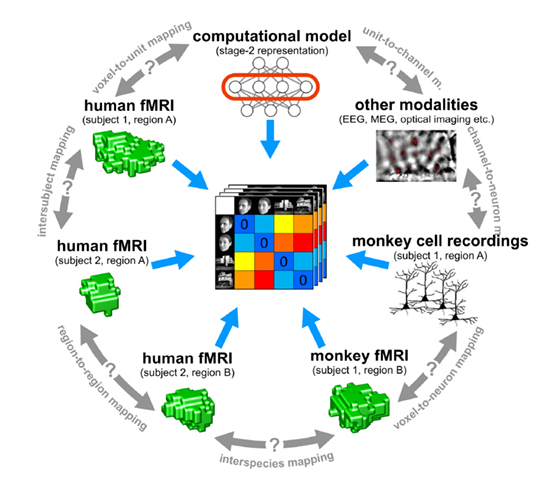 computational model
(stage-2 representation)
voxel-to-unit mapping
?
unit-to-channel m.
?
human fMRI
(subject 1, region A)
other modalities
(EEG, MEG, optical imaging etc.)
intersubject mapping
?
channel-to-neuron m
?
0
0
0
0
human fMRI
(subject 2, region A)
monkey cell recordings
(subject 1, region A)
region-to-region mapping
?
human fMRI
(subject 2, region B)
monkey fMRI
(subject 1, region B)
voxel-to-neuron mapping
?
?
interspecies mapping